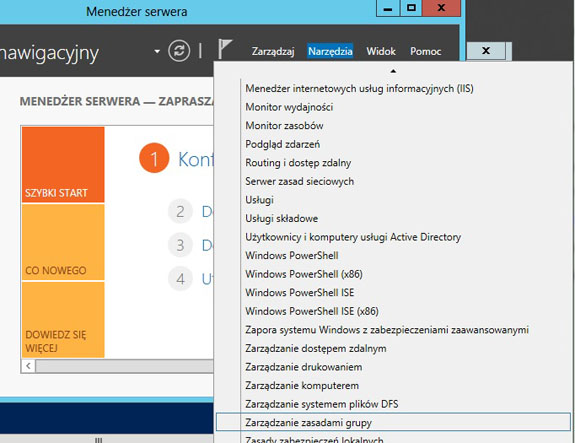 Menedżer serwera
nawigacyjny
Zarządzaj Narzędzia Widok Pomoc
MENEDŻER SERWERA — ZAPRASZA
SZYBKI START
CO NOWEGO
DOWIEDZ SIĘ
WIĘCEJ
1
2
3
4
Menedżer internetowych usług informacyjnych (IIS)
Monitor wydajności
Monitor zasobów
Podgląd zdarzeń
Routing i dostęp zdalny
Serwer zasad sieciowych
Usługi
Usługi składowe
Użytkownicy i komputery usługi Active Directory
Windows PowerShell
Windows PowerShell (x86)
Windows PowerShell ISE
Windows PowerShell ISE (x86)
Zapora systemu Windows z zabezpieczeniami zaawansowanymi
Zarządzanie dostępem zdalnym
Zarządzanie drukowaniem
Zarządzanie komputerem
Zarządzanie systemem plików DFS
Zarządzanie zasadami grupy
Zasady zabezpieczeń lokalnych